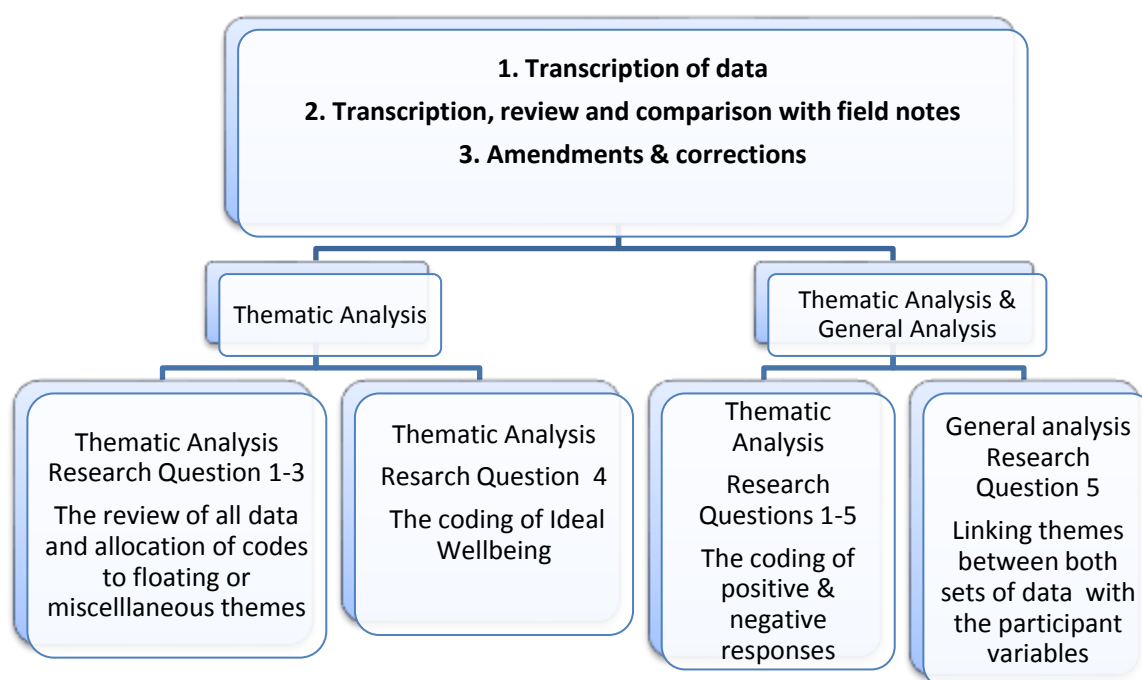 1. Transcription of data
2. Transcription, review and comparison with field notes
3. Amendments & corrections
Thematic Analysis
Thematic Analysis &
General Analysis
Thematic Analysis
Research Question 1-3
The review of all data
and allocation of codes
to floating or
miscelllaneous themes
Thematic Analysis
Resarch Question  4
The coding of Ideal
Wellbeing
Thematic
Analysis
Research
Questions 1-5
The coding of
positive &
negative
responses
General analysis
Research
Question 5
Linking themes
between both
sets of data  with
the participant
variables